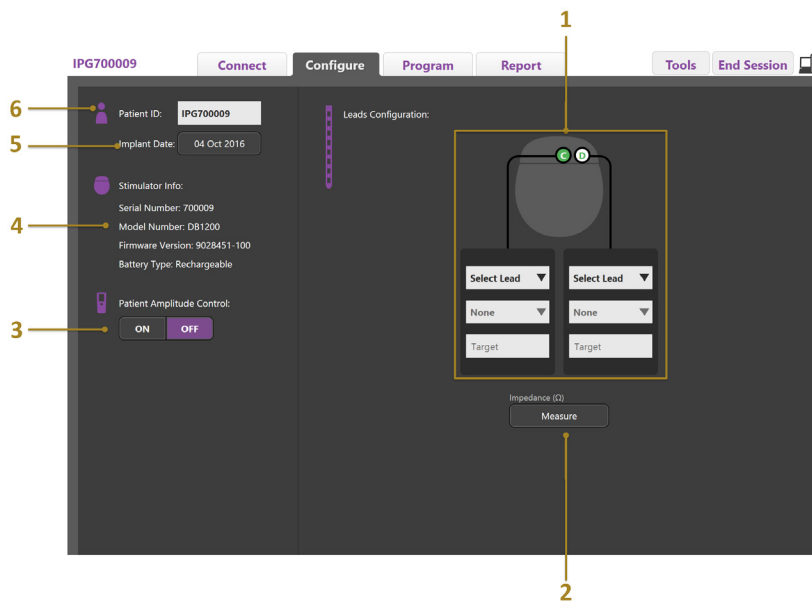 1
IPG700009
Connect
Configure
Program
Report
Tools
End Session
6
Patient ID:
IPG700009
Leads Configuration:
5
Implant Date:
04 Oct 2016
C
D
Stimulator Info:
Serial Number: 700009
4
Model Number: DB1200
Firmware Version: 9028451-100
Battery Type: Rechargeable
Select Lead
Select Lead
Patient Amplitude Control:
None
None
3
ON
OFF
Target
Target
Impedance (Ω)
Measure
2